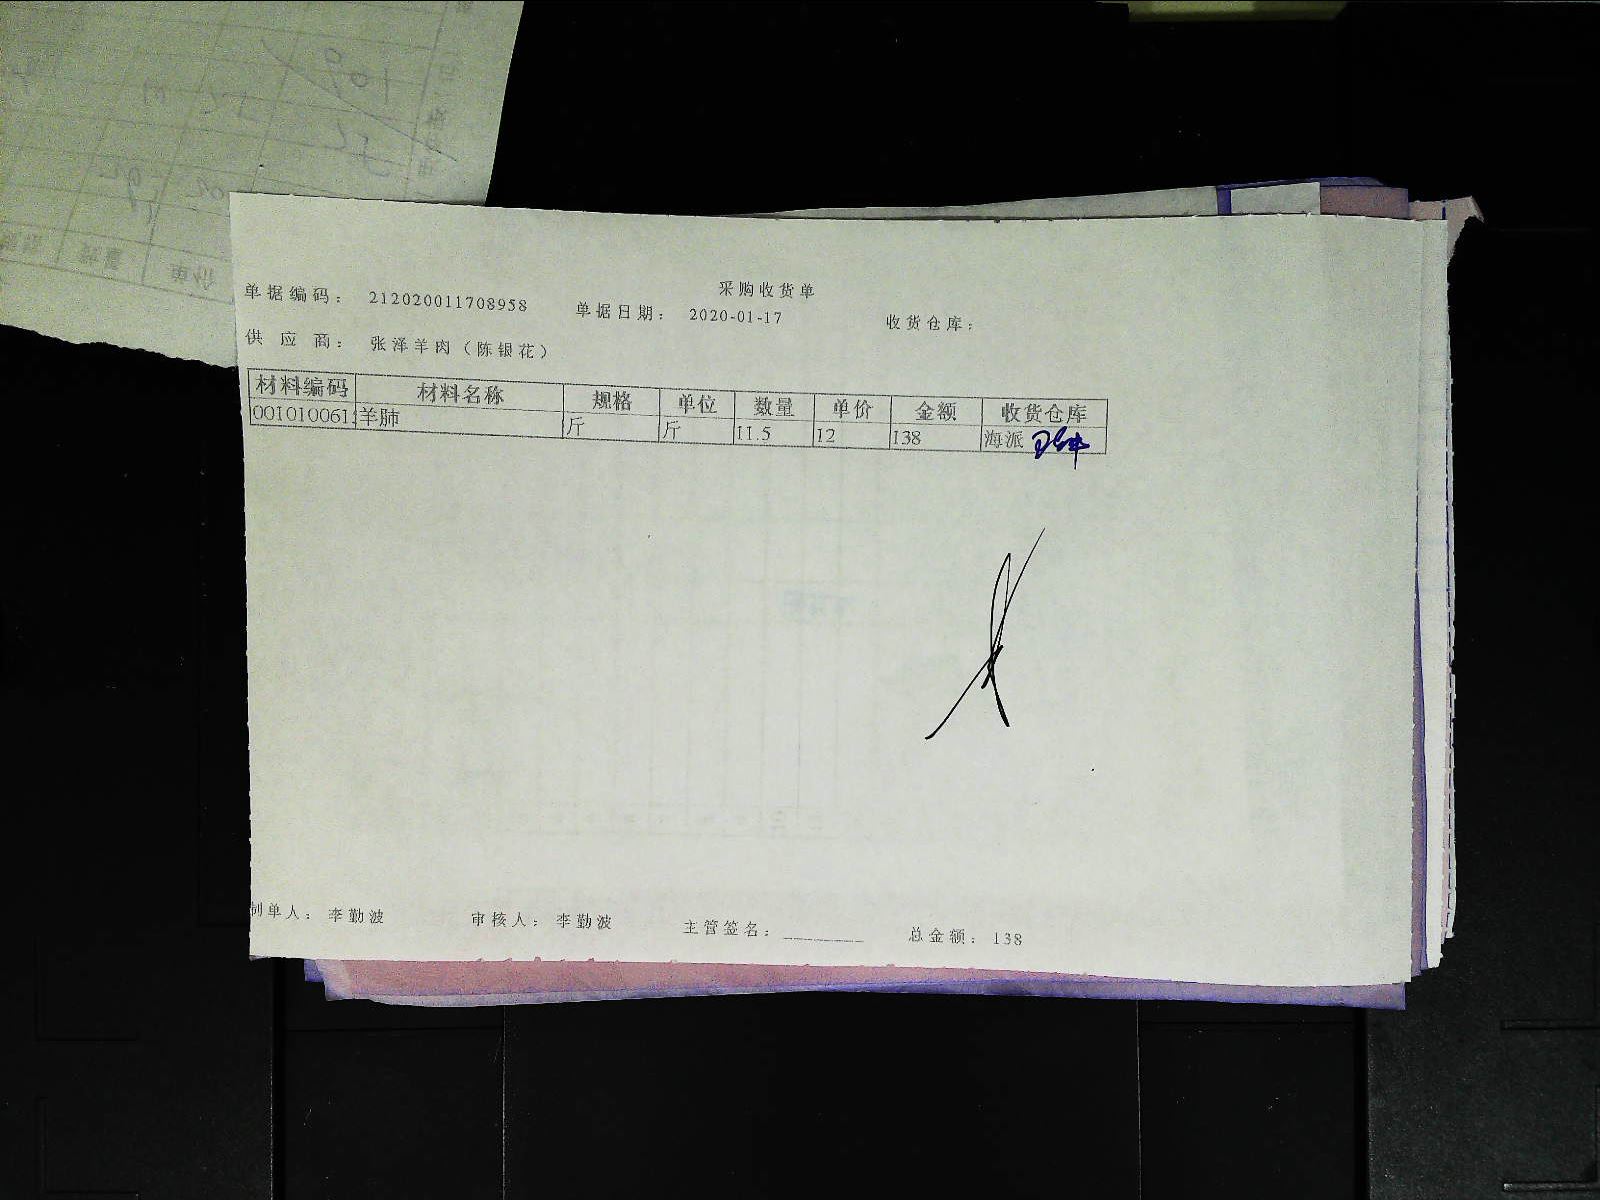 采购收货单
单据编码： 212020011708958 单据日期： 2020-01-17 收货仓库：
供 应 商： 张泽羊肉（陈银花）
材料编码 材料名称 规格 单位 数量 单价 金额 收货仓库
001010061 羊肺 斤 斤 11.5 12 138 海派
制单人： 李勤波 审核人： 李勤波 主管签名： 总金额： 138